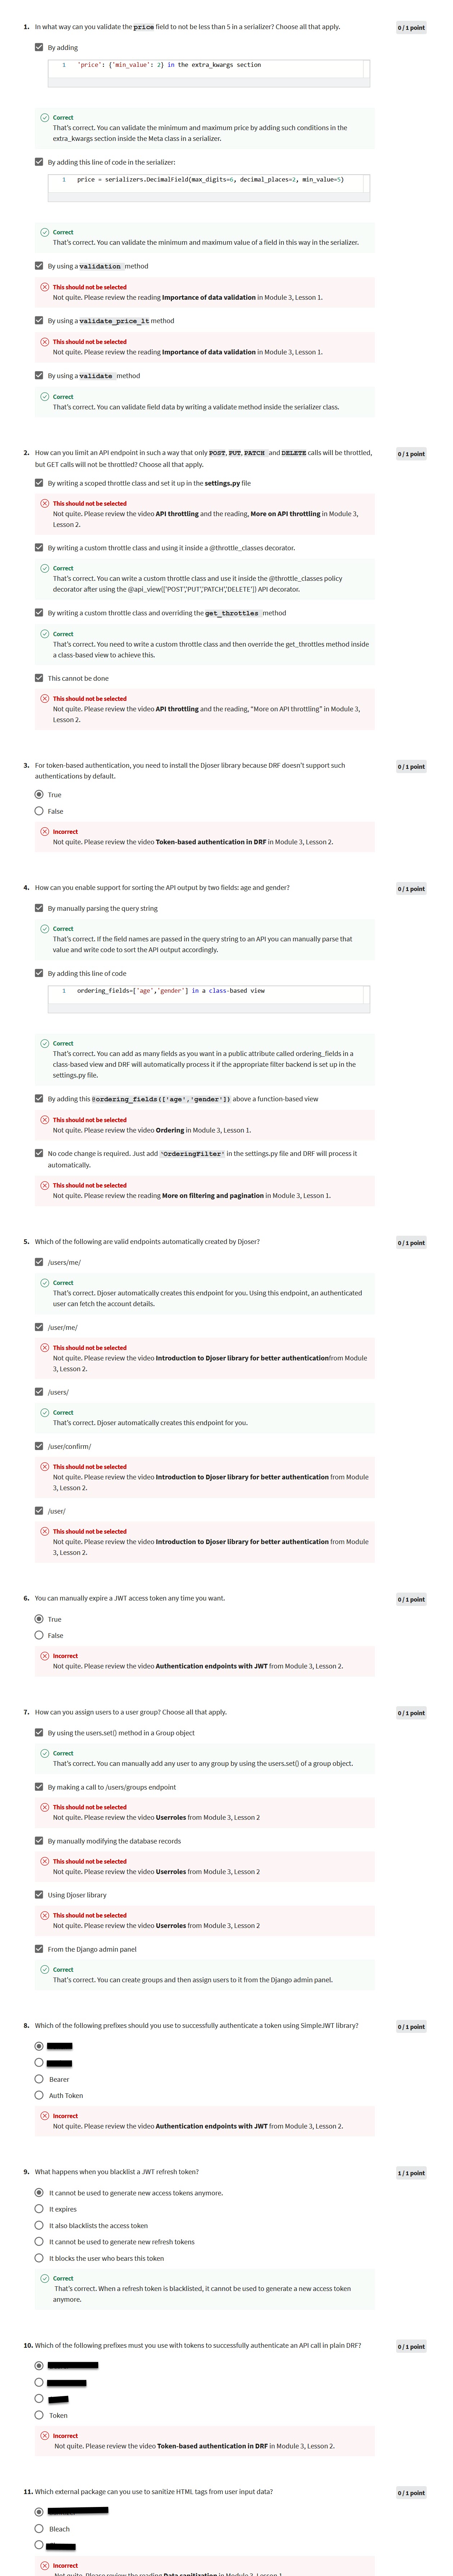 1. In what way can you validate the price field to not be less than 5 in a serializer? Choose all that apply.
0 / 1 point
By adding
1 'price': {'min_value': 2} in the extra_kwargs section
Correct
That's correct. You can validate the minimum and maximum price by adding such conditions in the
extra_kwargs section inside the Meta class in a serializer.
By adding this line of code in the serializer:
1 price = serializers.DecimalField(max_digits=6, decimal_places=2, min_value=5)
Correct
That's correct. You can validate the minimum and maximum value of a field in this way in the serializer.
By using a validation method
This should not be selected
Not quite. Please review the reading Importance of data validation in Module 3, Lesson 1.
By using a validate_price_lt method
This should not be selected
Not quite. Please review the reading Importance of data validation in Module 3, Lesson 1.
By using a validate method
Correct
That's correct. You can validate field data by writing a validate method inside the serializer class.
2. How can you limit an API endpoint in such a way that only POST, PUT, PATCH and DELETE calls will be throttled,
but GET calls will not be throttled? Choose all that apply.
0 / 1 point
By writing a scoped throttle class and set it up in the settings.py file
This should not be selected
Not quite. Please review the video API throttling and the reading, More on API throttling in Module 3,
Lesson 2.
By writing a custom throttle class and using it inside a @throttle_classes decorator.
Correct
That's correct. You can write a custom throttle class and use it inside the @throttle_classes policy
decorator after using the @api_view(['POST','PUT','PATCH','DELETE']) API decorator.
By writing a custom throttle class and overriding the get_throttles method
Correct
That's correct. You need to write a custom throttle class and then override the get_throttles method inside
a class-based view to achieve this.
This cannot be done
This should not be selected
Not quite. Please review the video API throttling and the reading, "More on API throttling" in Module 3,
Lesson 2.
3. For token-based authentication, you need to install the Djoser library because DRF doesn't support such
authentications by default.
0 / 1 point
True
False
Incorrect
Not quite. Please review the video Token-based authentication in DRF in Module 3, Lesson 2.
4. How can you enable support for sorting the API output by two fields: age and gender?
0 / 1 point
By manually parsing the query string
Correct
That's correct. If the field names are passed in the query string to an API you can manually parse that
value and write code to sort the API output accordingly.
By adding this line of code
1 ordering_fields=['age','gender'] in a class-based view
Correct
That's correct. You can add as many fields as you want in a public attribute called ordering_fields in a
class-based view and DRF will automatically process it if the appropriate filter backend is set up in the
settings.py file.
By adding this @ordering_fields(['age','gender']) above a function-based view
This should not be selected
Not quite. Please review the video Ordering in Module 3, Lesson 1.
No code change is required. Just add 'OrderingFilter' in the settings.py file and DRF will process it
automatically.
This should not be selected
Not quite. Please review the reading More on filtering and pagination in Module 3, Lesson 1.
5. Which of the following are valid endpoints automatically created by Djoser?
0 / 1 point
/users/me/
Correct
That's correct. Djoser automatically creates this endpoint for you. Using this endpoint, an authenticated
user can fetch the account details.
/user/me/
This should not be selected
Not quite. Please review the video Introduction to Djoser library for better authenticationfrom Module
3, Lesson 2.
/users/
Correct
That's correct. Djoser automatically creates this endpoint for you.
/user/confirm/
This should not be selected
Not quite. Please review the video Introduction to Djoser library for better authentication from Module
3, Lesson 2.
/user/
This should not be selected
Not quite. Please review the video Introduction to Djoser library for better authentication from Module
3, Lesson 2.
6. You can manually expire a JWT access token any time you want.
0 / 1 point
True
False
Incorrect
Not quite. Please review the video Authentication endpoints with JWT from Module 3, Lesson 2.
7. How can you assign users to a user group? Choose all that apply.
0 / 1 point
By using the users.set() method in a Group object
Correct
That's correct. You can manually add any user to any group by using the users.set() of a group object.
By making a call to /users/groups endpoint
This should not be selected
Not quite. Please review the video Userroles from Module 3, Lesson 2
By manually modifying the database records
This should not be selected
Not quite. Please review the video Userroles from Module 3, Lesson 2
Using Djoser library
This should not be selected
Not quite. Please review the video Userroles from Module 3, Lesson 2
From the Django admin panel
Correct
That's correct. You can create groups and then assign users to it from the Django admin panel.
8. Which of the following prefixes should you use to successfully authenticate a token using SimpleJWT library?
0 / 1 point
Bearer
Auth Token
Incorrect
Not quite. Please review the video Authentication endpoints with JWT from Module 3, Lesson 2.
9. What happens when you blacklist a JWT refresh token?
1 / 1 point
It cannot be used to generate new access tokens anymore.
It expires
It also blacklists the access token
It cannot be used to generate new refresh tokens
It blocks the user who bears this token
Correct
That's correct. When a refresh token is blacklisted, it cannot be used to generate a new access token
anymore.
10. Which of the following prefixes must you use with tokens to successfully authenticate an API call in plain DRF?
0 / 1 point
Token
Incorrect
Not quite. Please review the video Token-based authentication in DRF in Module 3, Lesson 2.
11. Which external package can you use to sanitize HTML tags from user input data?
0 / 1 point
Bleach
Incorrect
Not quite. Please review the reading Data sanitization in Module 3, Lesson 1.